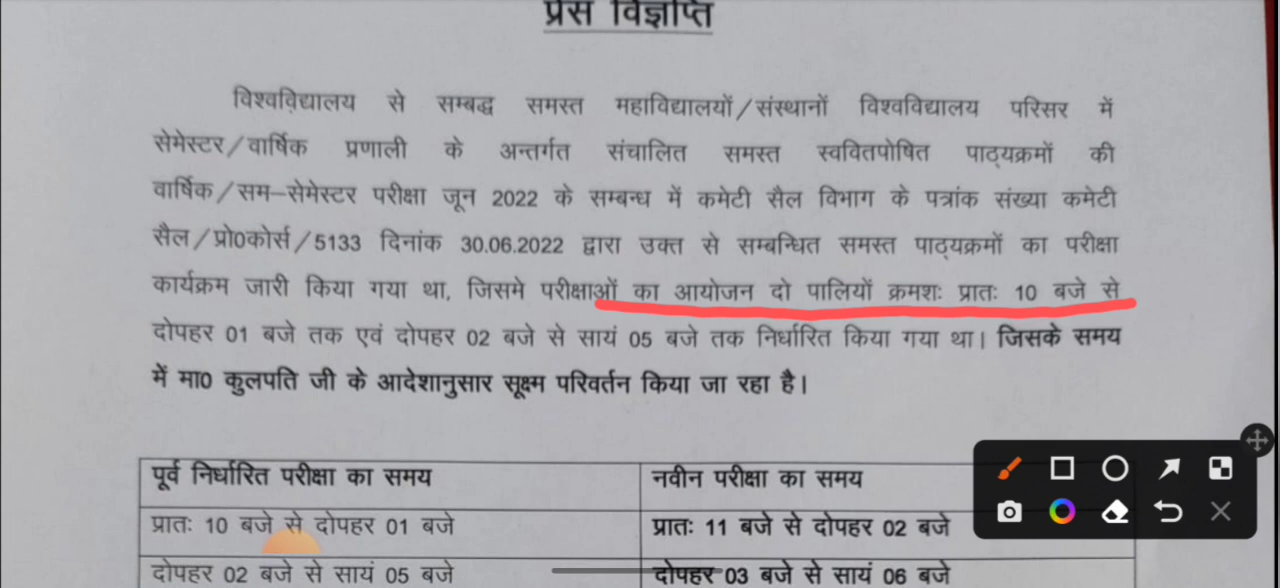 प्रेस विज्ञप्ति
विश्वविद्यालय से सम्बद्ध समस्त महाविद्यालयों/संस्थानों विश्वविद्यालय परिसर में
सेमेस्टर/वार्षिक प्रणाली के अन्तर्गत संचालित समस्त स्ववितपोषित पाठ्यक्रमों की
वार्षिक/सम–सेमेस्टर परीक्षा जून 2022 के सम्बन्ध में कमेटी सैल विभाग के पत्रांक संख्या कमेटी
सैल/प्रो0कोर्स/5133 दिनांक 30.06.2022 द्वारा उक्त से सम्बन्धित समस्त पाठ्यक्रमों का परीक्षा
कार्यक्रम जारी किया गया था, जिसमे परीक्षाओं का आयोजन दो पालियों क्रमशः प्रातः 10 बजे से
दोपहर 01 बजे तक एवं दोपहर 02 बजे से सायं 05 बजे तक निर्धारित किया गया था। जिसके समय
में मा0 कुलपति जी के आदेशानुसार सूक्ष्म परिवर्तन किया जा रहा है।
पूर्व निर्धारित परीक्षा का समय नवीन परीक्षा का समय
प्रातः 10 बजे से दोपहर 01 बजे प्रातः 11 बजे से दोपहर 02 बजे
दोपहर 02 बजे से सायं 05 बजे दोपहर 03 बजे से सायं 06 बजे